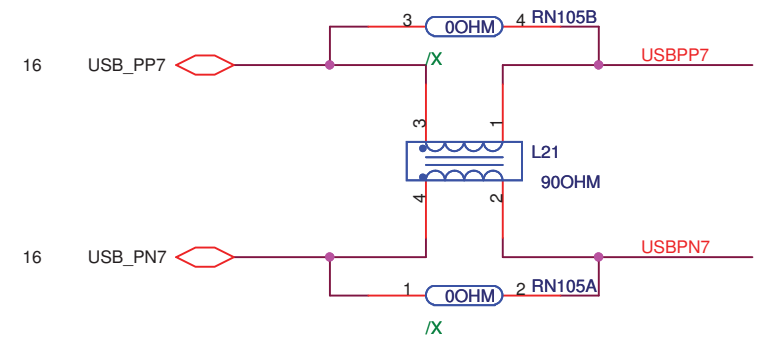 3 0OHM 4 RN105B
16 USB_PP7 /X USBPP7
3 1
L21
90OHM
4 2
16 USB_PN7 USBPN7
1 0OHM 2 RN105A
/X